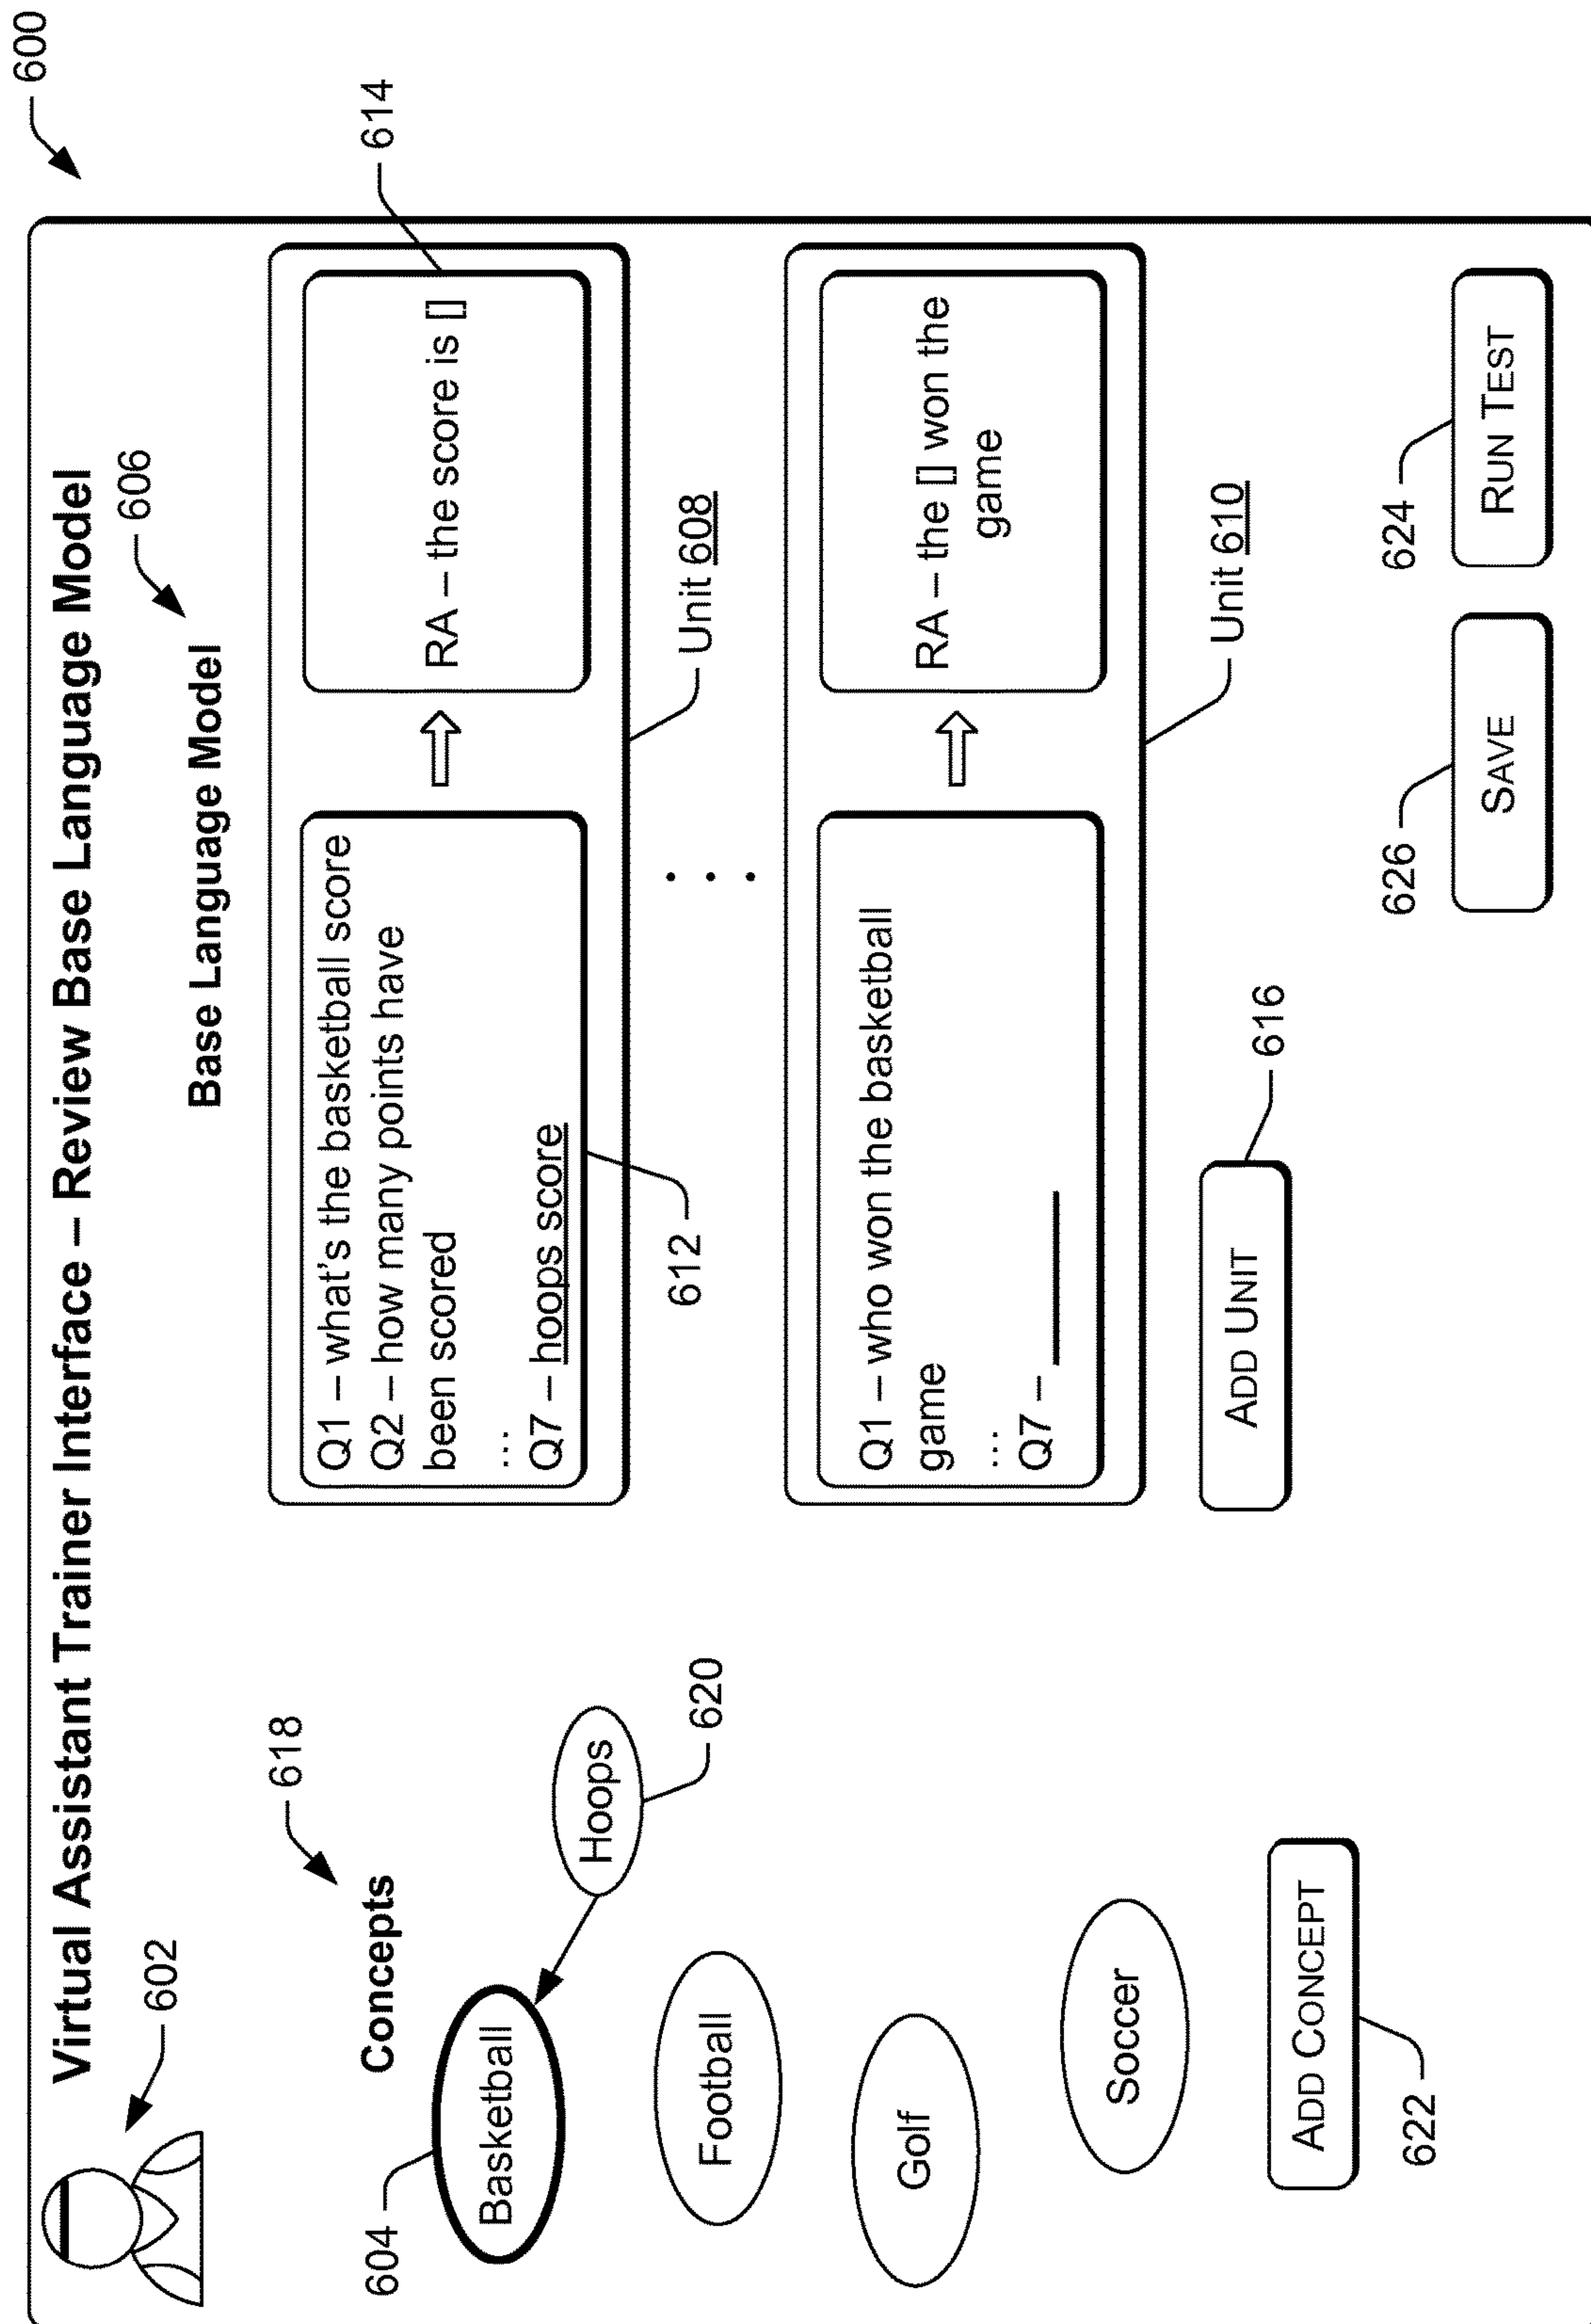 600
Virtual Assistant Trainer Interface – Review Base Language Model
602
606
618
Concepts
604
Basketball
Hoops
620
Football
Golf
Soccer
ADD CONCEPT
622
Base Language Model
Q1 – what's the basketball score
Q2 – how many points have
been scored
...
Q7 – hoops score
612
RA – the score is []
614
Unit 608
. . .
Q1 – who won the basketball
game
...
Q7 –
RA – the [] won the
game
Unit 610
ADD UNIT
616
626
SAVE
624
RUN TEST